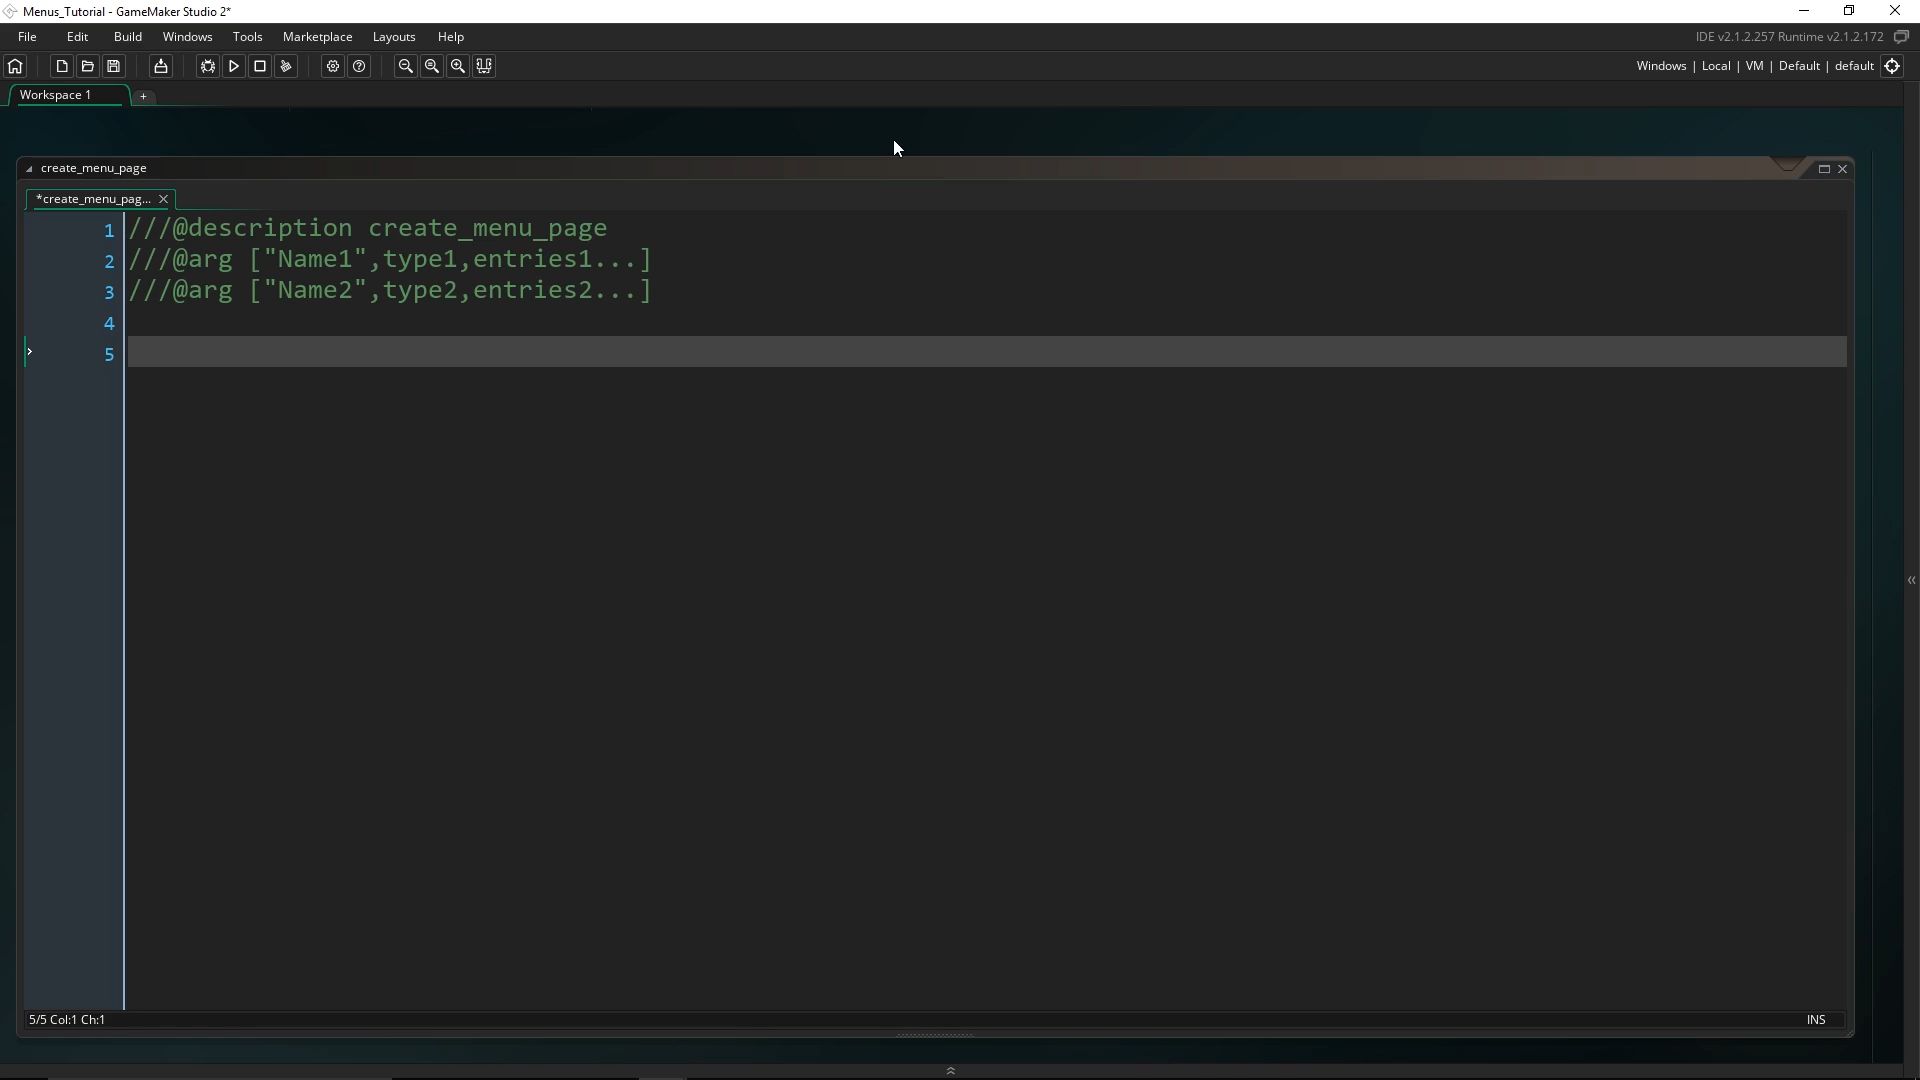 Menus_Tutorial - GameMaker Studio 2*
File Edit Build Windows Tools Marketplace Layouts Help
IDE v2.1.2.257 Runtime v2.1.2.172
Windows | Local | VM | Default | default
Workspace 1 +
create_menu_page
*create_menu_pag...
1 ///@description create_menu_page
2 ///@arg ["Name1",type1,entries1...]
3 ///@arg ["Name2",type2,entries2...]
4
5
5/5 Col:1 Ch:1
INS